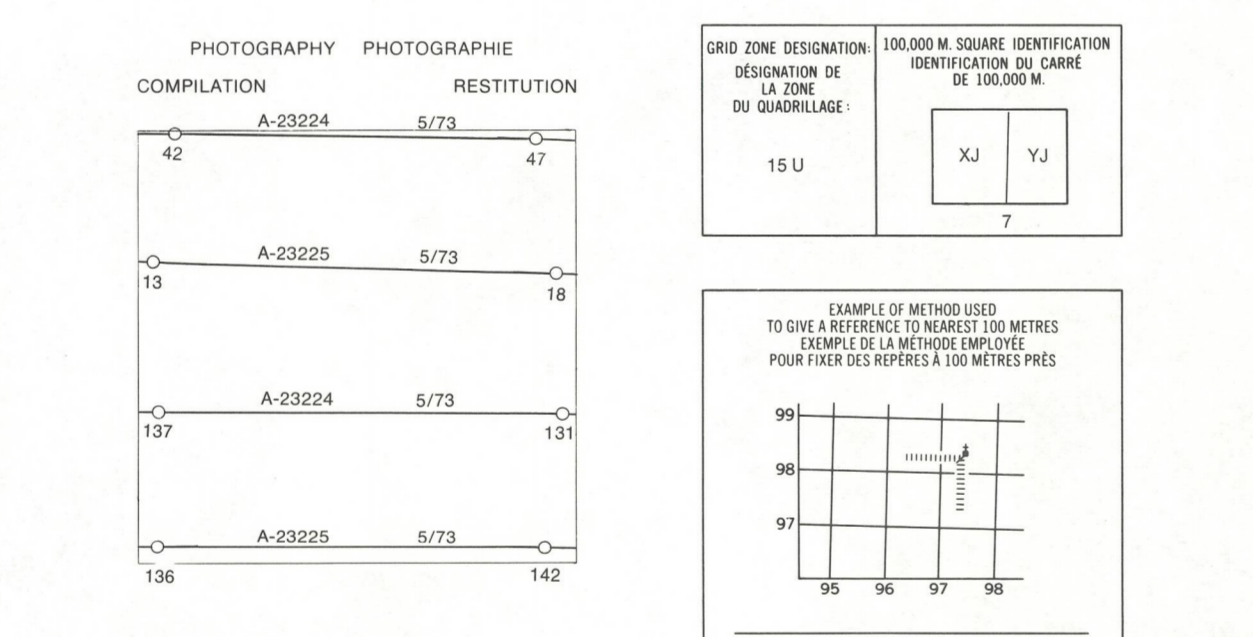 PHOTOGRAPHY PHOTOGRAPHIE
COMPILATION RESTITUTION
A-23224 5/73
42 47
A-23225 5/73
13 18
A-23224 5/73
137 131
A-23225 5/73
136 142
GRID ZONE DESIGNATION:
DÉSIGNATION DE
LA ZONE
DU QUADRILLAGE :
15 U
100,000 M. SQUARE IDENTIFICATION
IDENTIFICATION DU CARRÉ
DE 100,000 M.
XJ YJ
7
EXAMPLE OF METHOD USED
TO GIVE A REFERENCE TO NEAREST 100 METRES
EXEMPLE DE LA MÉTHODE EMPLOYÉE
POUR FIXER DES REPÈRES À 100 MÈTRES PRÈS
99
98
97
95 96 97 98